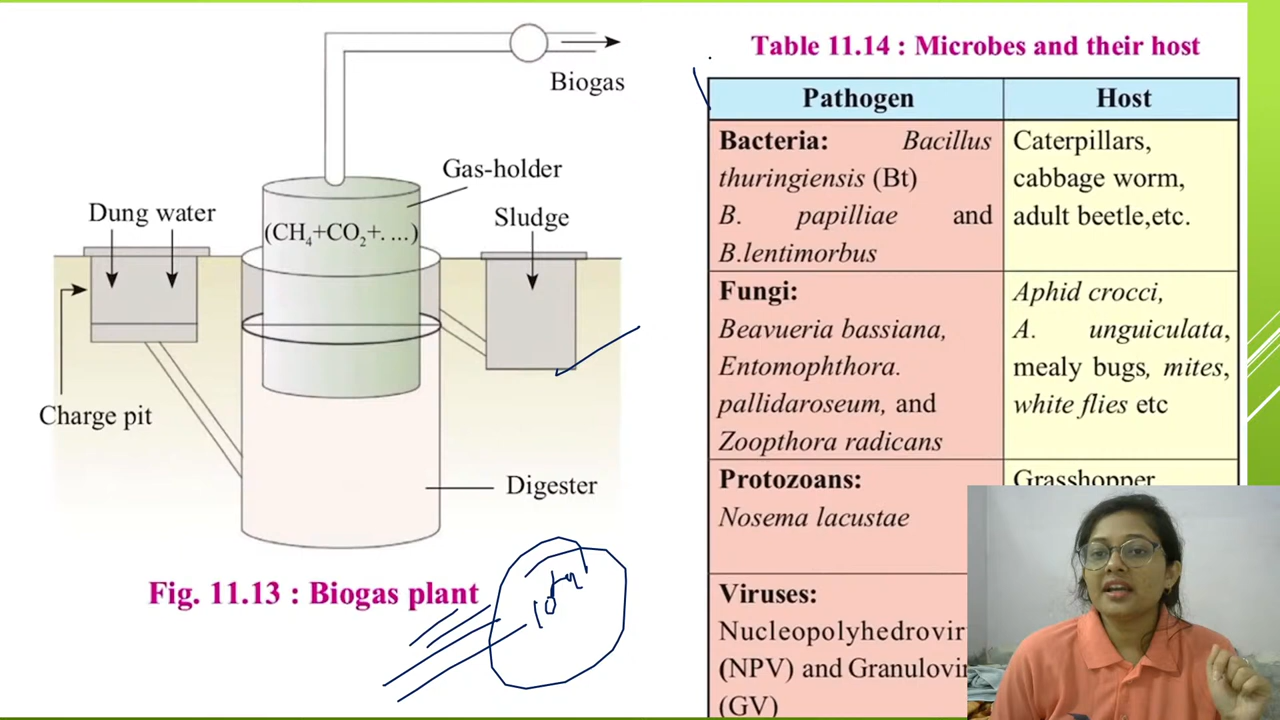 Biogas
Gas-holder
Dung water
(CH₄+CO₂+. ...)
Sludge
Charge pit
Digester
Fig. 11.13 : Biogas plant
Table 11.14 : Microbes and their host
Pathogen Host
Bacteria: Bacillus
thuringiensis (Bt)
B. papilliae and
B.lentimorbus
Caterpillars,
cabbage worm,
adult beetle,etc.
Fungi:
Beavueria bassiana,
Entomophthora.
pallidaroseum, and
Zoopthora radicans
Aphid crocci,
A. unguiculata,
mealy bugs, mites,
white flies etc
Protozoans:
Nosema lacustae
Grasshopper
Viruses:
Nucleopolyhedrovir
(NPV) and Granulovir
(GV)